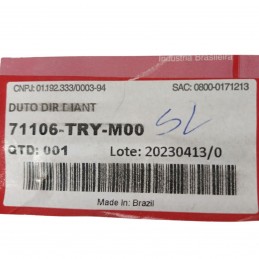 Indústria Brasileira
CNPJ: 01.192.333/0003-94 SAC: 0800-0171213
DUTO DIR DIANT
71106-TRY-M00 SL
QTD: 001 Lote: 20230413/0
Made In: Brazil